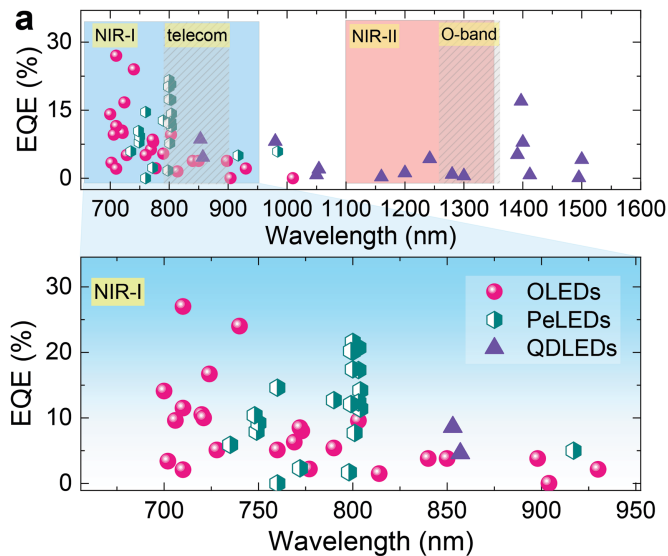 a
NIR-I
telecom
NIR-II
O-band
EQE (%)
30
15
0
700 800 900 1000 1100 1200 1300 1400 1500 1600
Wavelength (nm)
NIR-I
OLEDs
PeLEDs
QDLEDs
EQE (%)
30
20
10
0
700 750 800 850 900 950
Wavelength (nm)